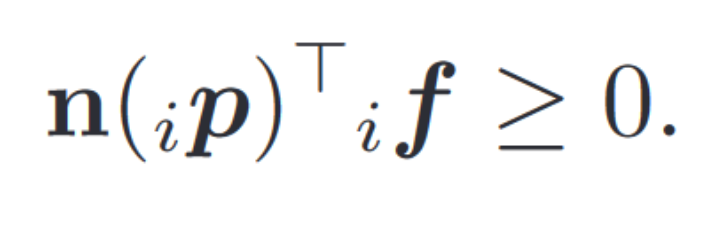 𝐧(ᵢ𝒑)^⊤ ᵢ𝒇 ≥ 0.